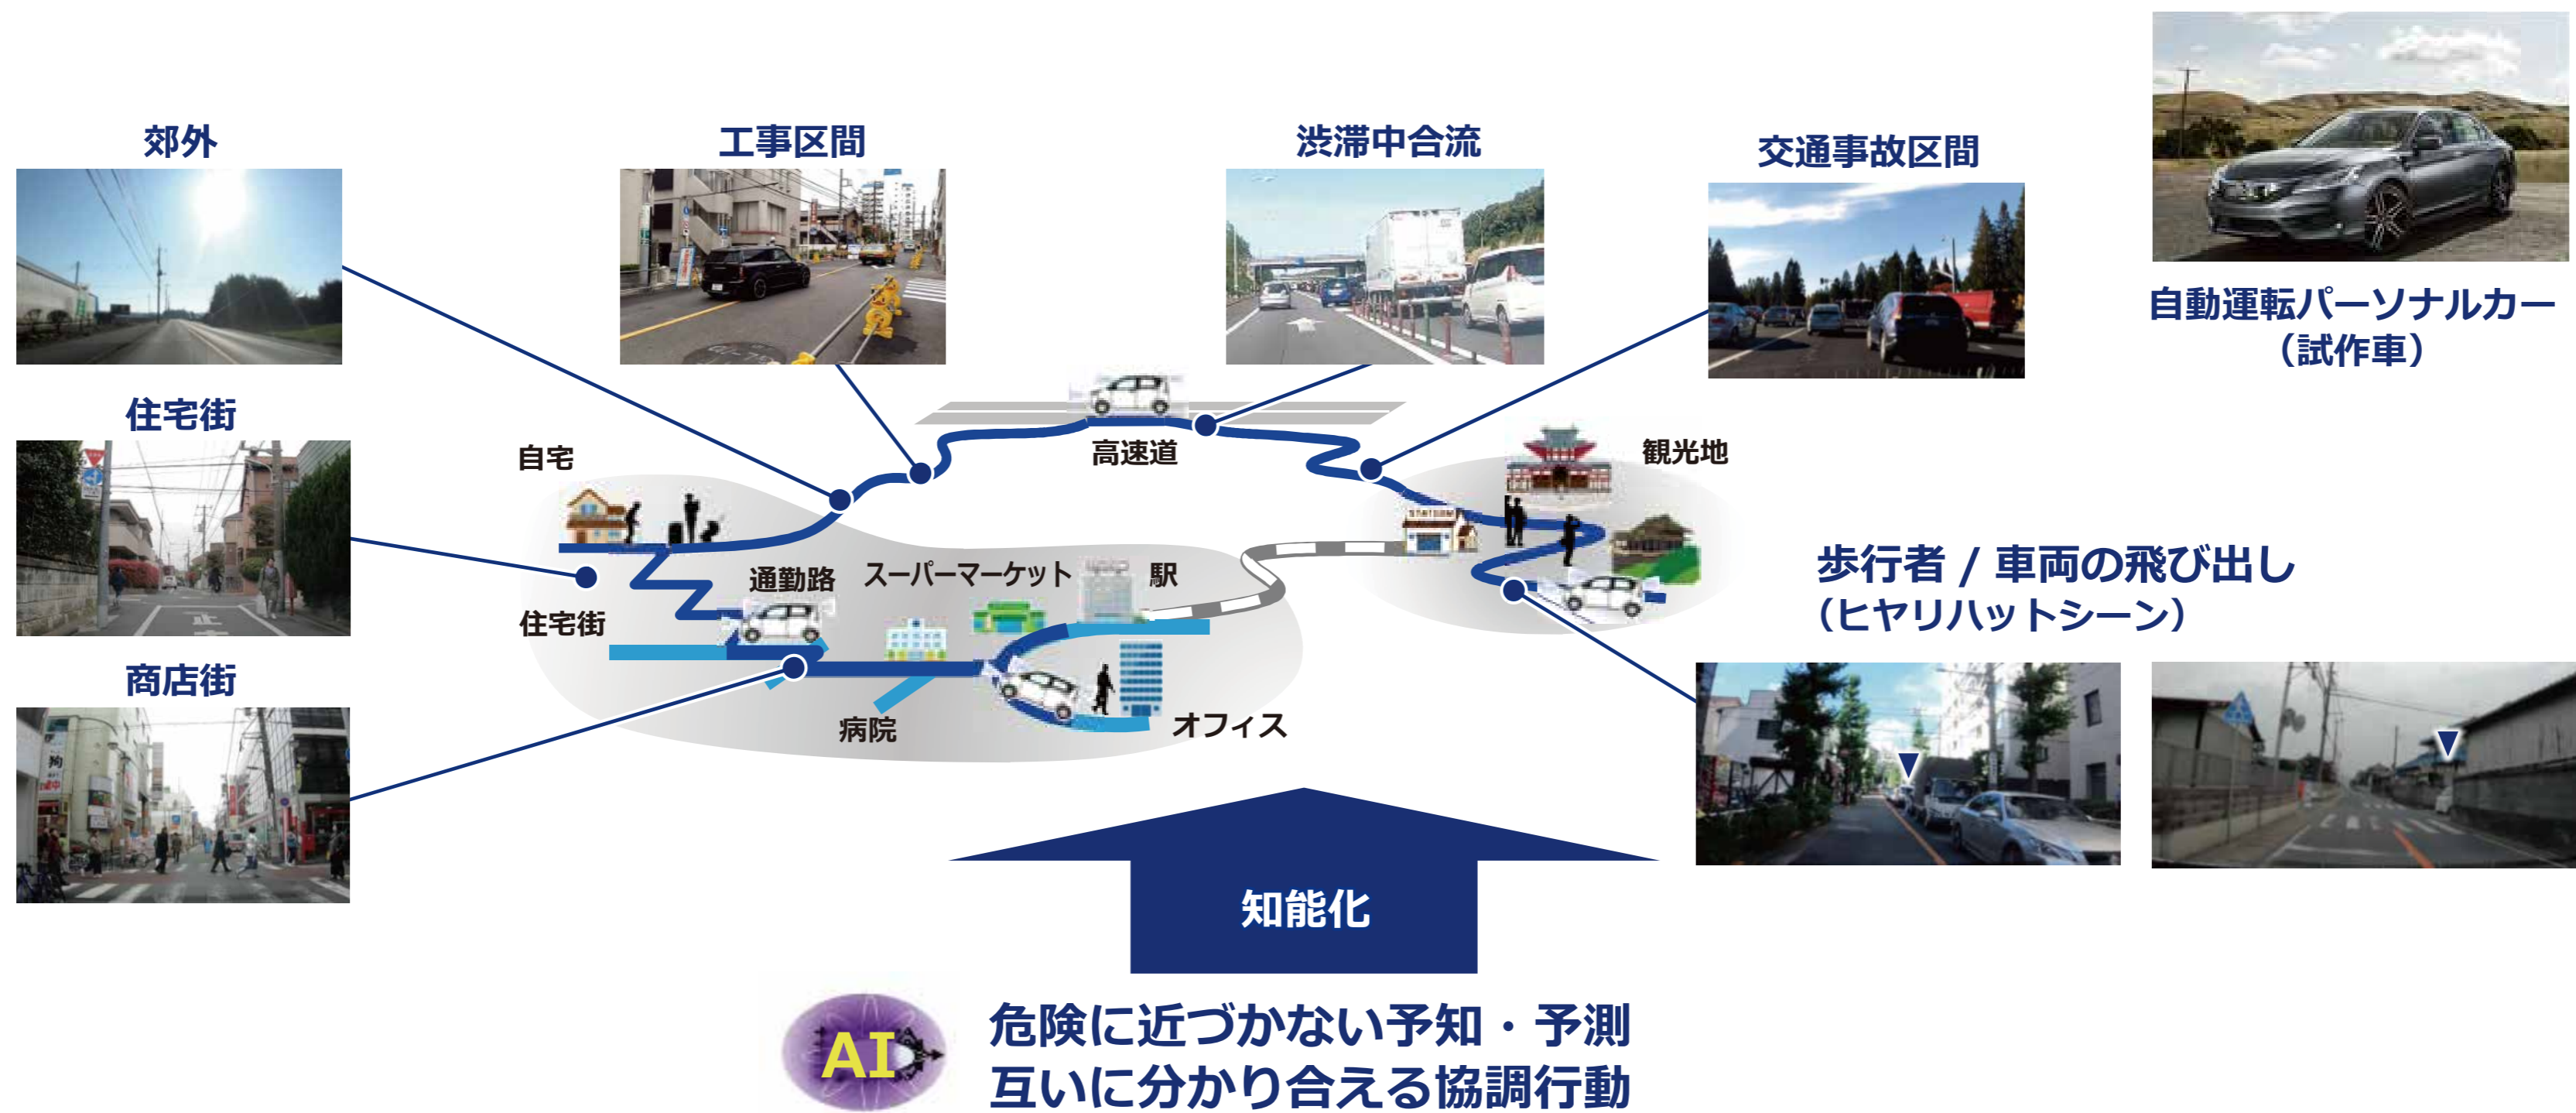 郊外
工事区間
渋滞中合流
交通事故区間
自動運転パーソナルカー
（試作車）
住宅街
自宅
高速道
観光地
STATION
通勤路
スーパーマーケット
駅
歩行者 / 車両の飛び出し
（ヒヤリハットシーン）
住宅街
商店街
病院
オフィス
知能化
AI
危険に近づかない予知・予測
互いに分かり合える協調行動